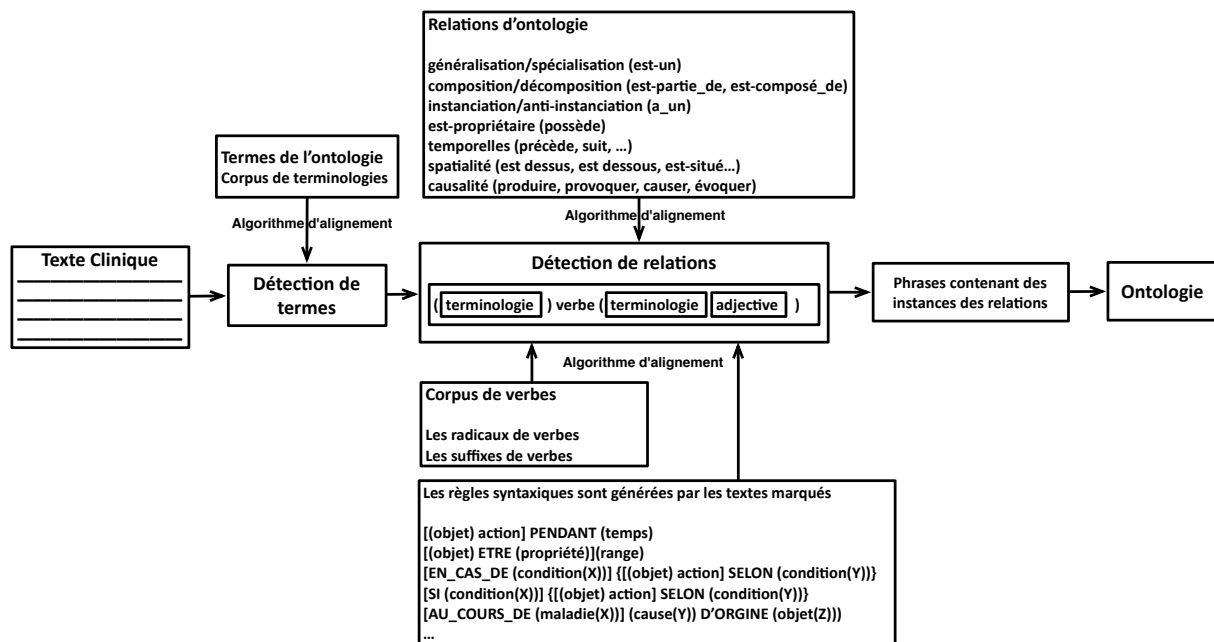 Relations d'ontologie
généralisation/spécialisation (est-un)
composition/décomposition (est-partie_de, est-composé_de)
instanciation/anti-instanciation (a_un)
est-propriétaire (possède)
temporelles (précède, suit, ...)
spatialité (est dessus, est dessous, est-situé...)
causalité (produire, provoquer, causer, évoquer)
Termes de l'ontologie
Corpus de terminologies
Algorithme d'alignement
Algorithme d'alignement
Texte Clinique
Détection de
termes
Détection de relations
( terminologie ) verbe ( terminologie adjective )
Phrases contenant des
instances des relations
Ontologie
Algorithme d'alignement
Corpus de verbes
Les radicaux de verbes
Les suffixes de verbes
Les règles syntaxiques sont générées par les textes marqués
[(objet) action] PENDANT (temps)
[(objet) ETRE (propriété)](range)
[EN_CAS_DE (condition(X))] {[(objet) action] SELON (condition(Y))}
[SI (condition(X))] {[(objet) action] SELON (condition(Y))}
[AU_COURS_DE (maladie(X))] (cause(Y)) D'ORGINE (objet(Z)))
...